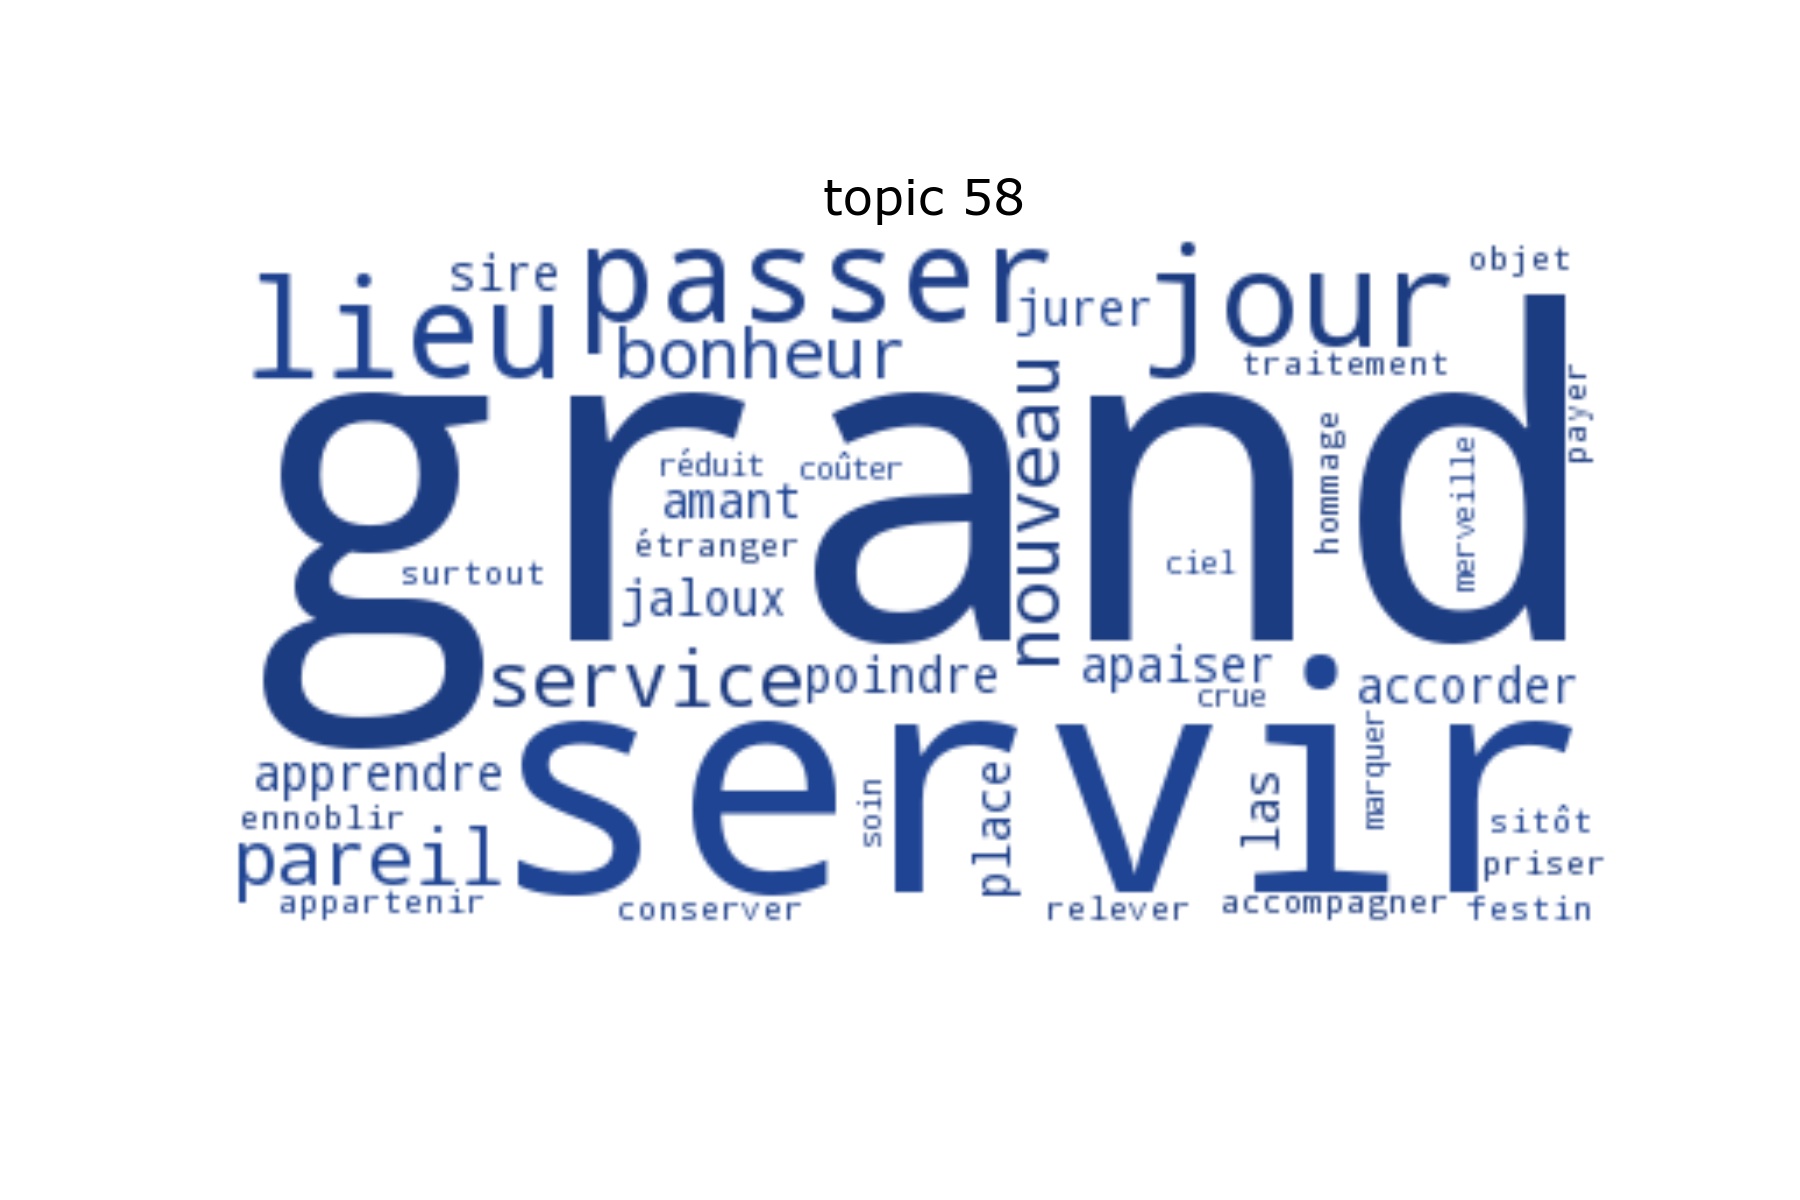 topic 58
passer
jour
objet
sire
lieu
jurer
bonheur
traitement
nouveau
payer
grand
hommage
merveille
réduit
coûter
amant
étranger
ciel
surtout
jaloux
service
poindre
apaiser
accorder
crue
servir
marquer
apprendre
place
las
soin
ennoblir
sitôt
pareil
priser
appartenir
conserver
relever
accompagner
festin